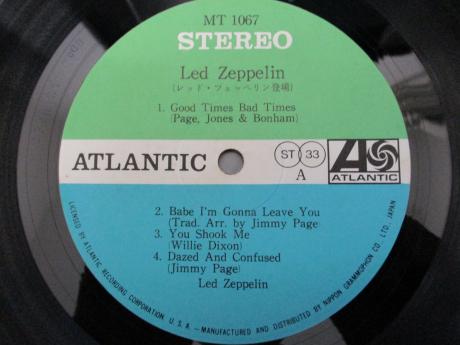 MT 1067
STEREO
Led Zeppelin
(レッド・ツェッペリン登場)
1. Good Times Bad Times
(Page, Jones & Bonham)
ATLANTIC
ST 33
A
ATLANTIC
2. Babe I'm Gonna Leave You
(Trad. Arr. by Jimmy Page)
3. You Shook Me
(Willie Dixon)
4. Dazed And Confused
(Jimmy Page)
Led Zeppelin
LICENSED BY ATLANTIC RECORDING CORPORATION. U.S.A.—MANUFACTURED AND DISTRIBUTED BY NIPPON GRAMMOPHON CO., LTD., JAPAN